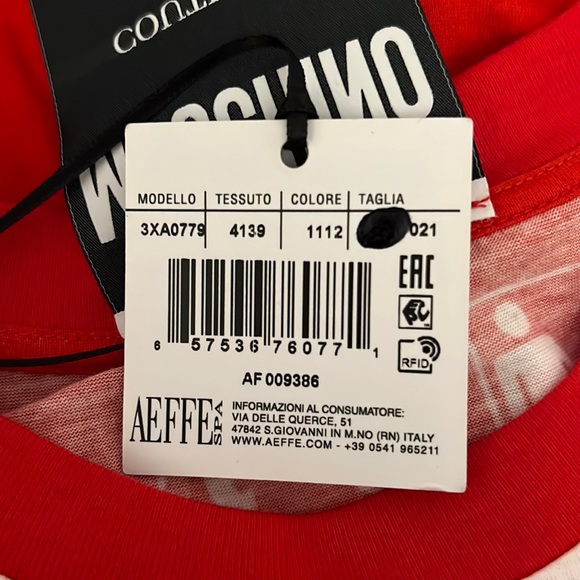 COUTU
MOSCHINO
MODELLO TESSUTO COLORE TAGLIA
3XA0779 4139 1112 021
EAC
6 57536 76077 1
RFID
AF 009386
AEFFE SPA
INFORMAZIONI AL CONSUMATORE:
VIA DELLE QUERCE, 51
47842 S.GIOVANNI IN M.NO (RN) ITALY
WWW.AEFFE.COM - +39 0541 965211